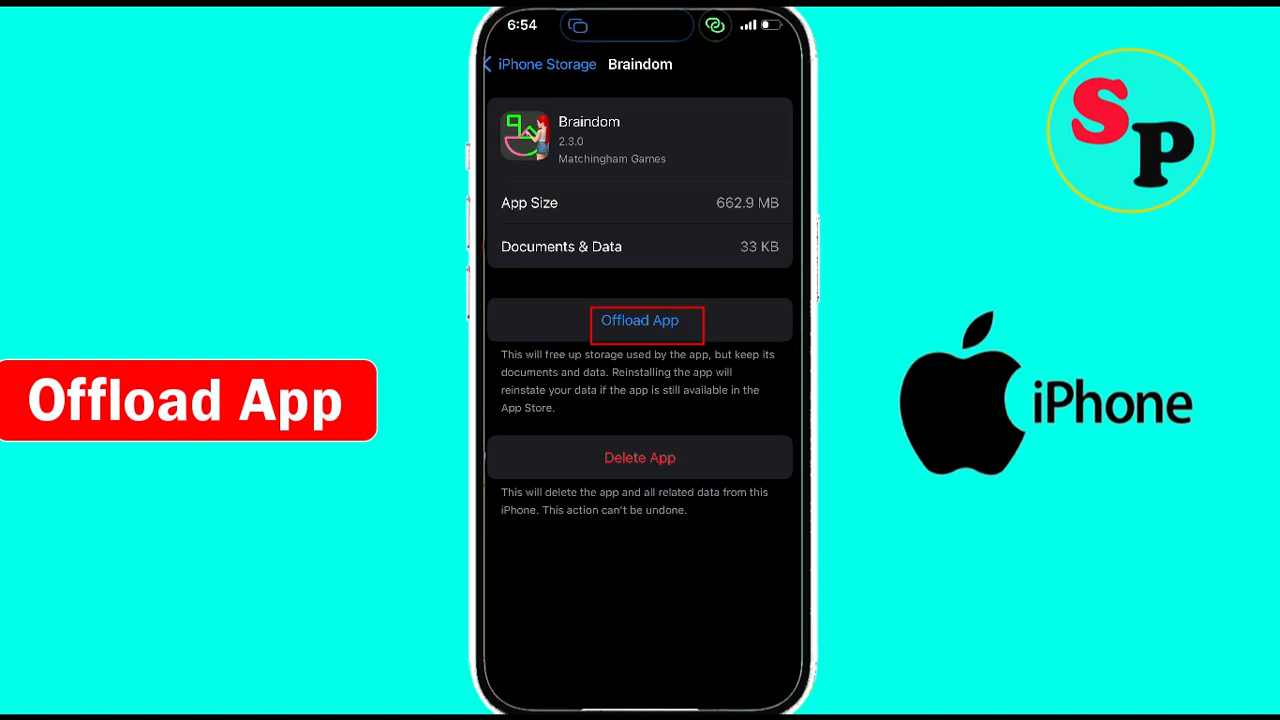 6:54
iPhone Storage Braindom
Braindom
2.3.0
Matchingham Games
App Size 662.9 MB
Documents & Data 33 KB
Offload App
This will free up storage used by the app, but keep its
documents and data. Reinstalling the app will
reinstate your data if the app is still available in the
App Store.
Delete App
This will delete the app and all related data from this
iPhone. This action can't be undone.
Offload App
SP
iPhone